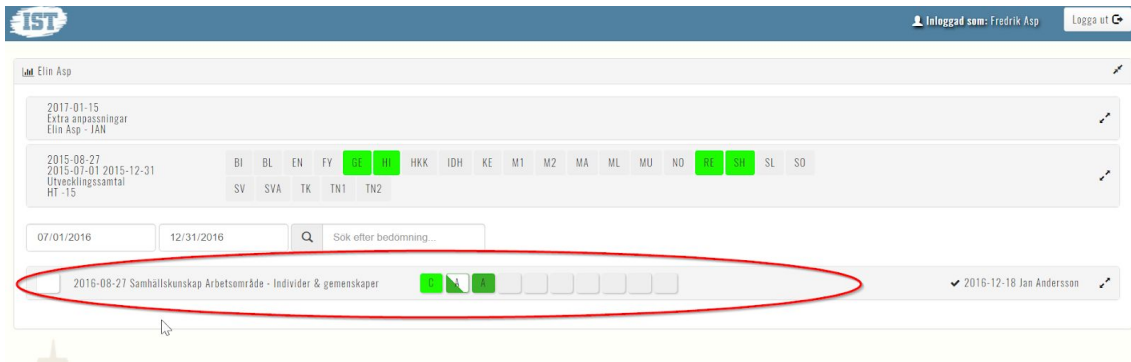 IST
Inloggad som: Fredrik Asp
Logga ut
Elin Asp
2017-01-15
Extra anpassningar
Elin Asp - JAN
2015-08-27
2015-07-01 2015-12-31
Utvecklingssamtal
HT -15
BI BL EN FY GE HI HKK IDH KE M1 M2 MA ML MU NO RE SH SL SO
SV SVA TK TN1 TN2
07/01/2016 12/31/2016 Sök efter bedömning...
2016-08-27 Samhällskunskap Arbetsområde - Individer & gemenskaper C A A 2016-12-18 Jan Andersson